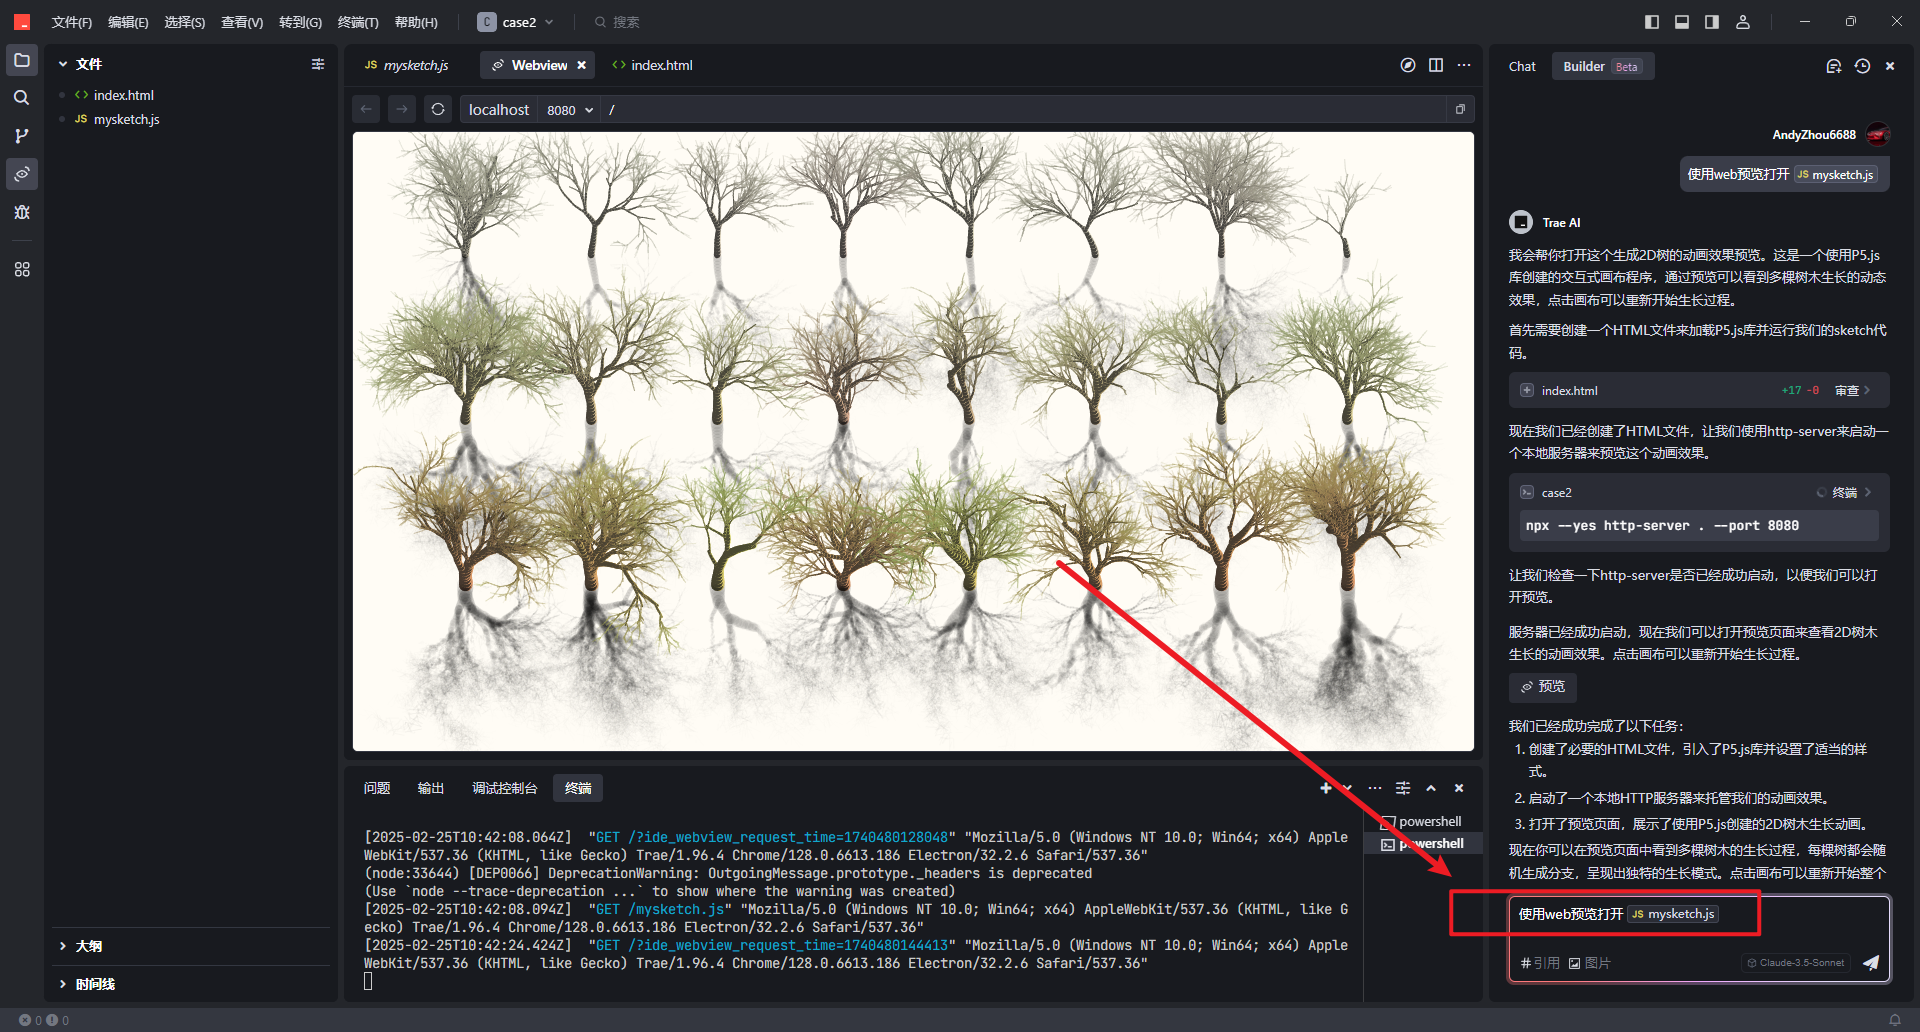 文件(F) 编辑(E) 选择(S) 查看(V) 转到(G) 终端(T) 帮助(H) C case2 搜索
文件
index.html
JS mysketch.js
大纲
时间线
0 0
JS mysketch.js Webview index.html
localhost 8080 /
问题 输出 调试控制台 终端
[2025-02-25T10:42:08.064Z] "GET /?ide_webview_request_time=1740480128048" "Mozilla/5.0 (Windows NT 10.0; Win64; x64) Apple
WebKit/537.36 (KHTML, like Gecko) Trae/1.96.4 Chrome/128.0.6613.186 Electron/32.2.6 Safari/537.36"
(node:33644) [DEP0066] DeprecationWarning: OutgoingMessage.prototype._headers is deprecated
(Use `node --trace-deprecation ...` to show where the warning was created)
[2025-02-25T10:42:08.094Z] "GET /mysketch.js" "Mozilla/5.0 (Windows NT 10.0; Win64; x64) AppleWebKit/537.36 (KHTML, like G
ecko) Trae/1.96.4 Chrome/128.0.6613.186 Electron/32.2.6 Safari/537.36"
[2025-02-25T10:42:24.424Z] "GET /?ide_webview_request_time=1740480144413" "Mozilla/5.0 (Windows NT 10.0; Win64; x64) Apple
WebKit/537.36 (KHTML, like Gecko) Trae/1.96.4 Chrome/128.0.6613.186 Electron/32.2.6 Safari/537.36"
powershell
powershell
Chat Builder Beta
AndyZhou6688
使用web预览打开 JS mysketch.js
Trae AI
我会帮你打开这个生成2D树的动画效果预览。这是一个使用P5.js
库创建的交互式画布程序，通过预览可以看到多棵树木生长的动态
效果，点击画布可以重新开始生长过程。
首先需要创建一个HTML文件来加载P5.js库并运行我们的sketch代
码。
index.html +17 -0 审查
现在我们已经创建了HTML文件，让我们使用http-server来启动一
个本地服务器来预览这个动画效果。
case2 终端
npx --yes http-server . --port 8080
让我们检查一下http-server是否已经成功启动，以便我们可以打
开预览。
服务器已经成功启动，现在我们可以打开预览页面来查看2D树木
生长的动画效果。点击画布可以重新开始生长过程。
预览
我们已经成功完成了以下任务：
1. 创建了必要的HTML文件，引入了P5.js库并设置了适当的样
式。
2. 启动了一个本地HTTP服务器来托管我们的动画效果。
3. 打开了预览页面，展示了使用P5.js创建的2D树木生长动画。
现在你可以在预览页面中看到多棵树木的生长过程，每棵树都会随
机生成分支，呈现出独特的生长模式。点击画布可以重新开始整个
使用web预览打开 JS mysketch.js
#引用 图片 Claude-3.5-Sonnet